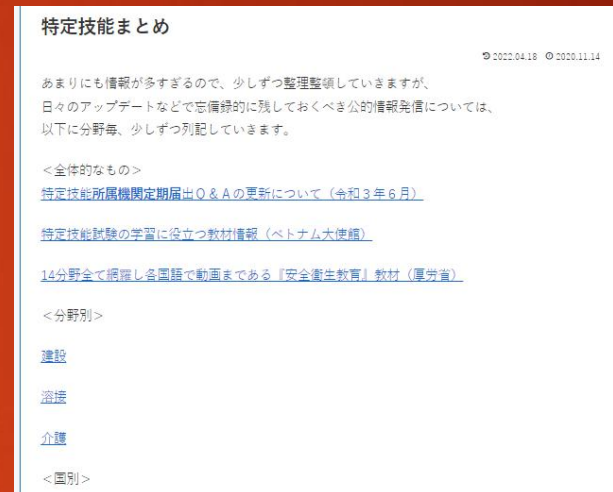 特定技能まとめ
2022.04.18 2020.11.14
あまりにも情報が多すぎるので、少しずつ整理整頓していきますが、
日々のアップデートなどで忘備録的に残しておくべき公的情報発信については、
以下に分野毎、少しずつ列記していきます。
＜全体的なもの＞
特定技能所属機関定期届出Ｑ＆Ａの更新について（令和３年６月）
特定技能試験の学習に役立つ教材情報（ベトナム大使館）
14分野全て網羅し各国語で動画まである『安全衛生教育』教材（厚労省）
＜分野別＞
建設
溶接
介護
＜国別＞